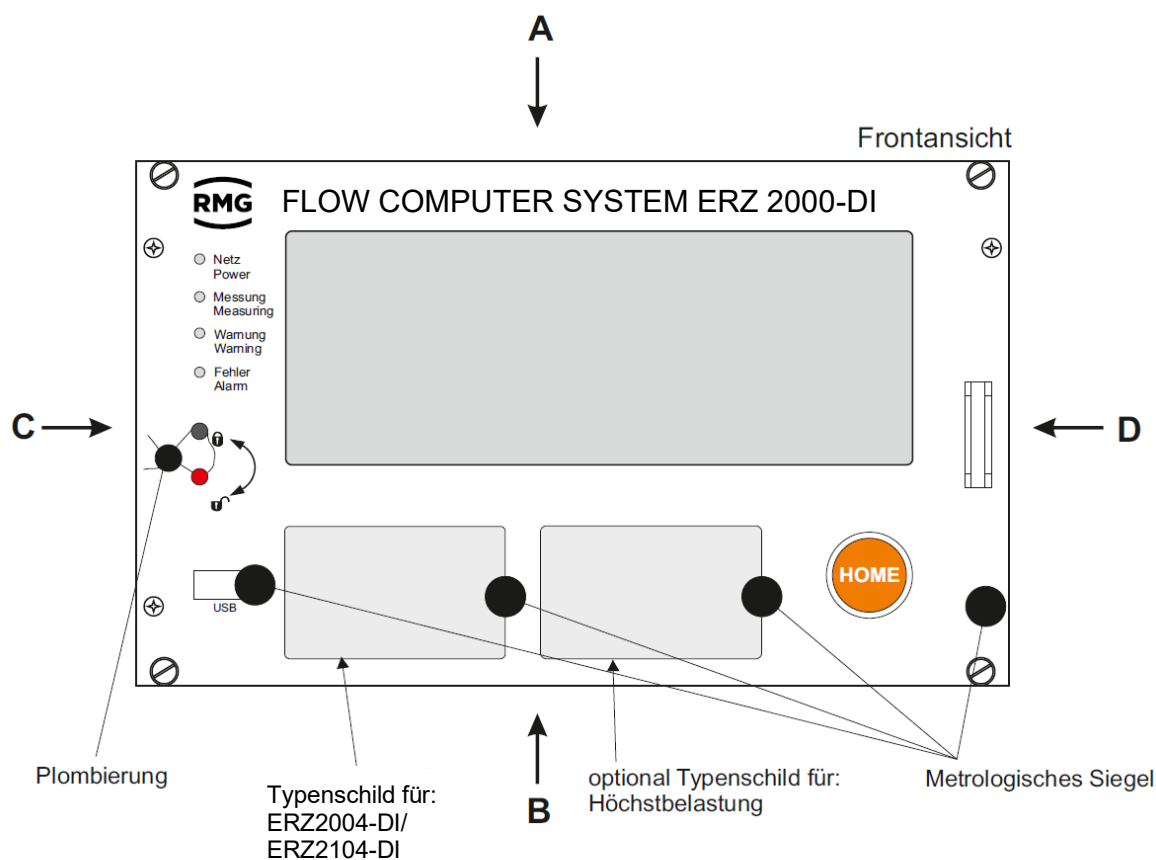 A
Frontansicht
RMG
FLOW COMPUTER SYSTEM ERZ 2000-DI
Netz
Power
Messung
Measuring
Warnung
Warning
Fehler
Alarm
C
D
HOME
USB
Plombierung
Typenschild für:
ERZ2004-DI/
ERZ2104-DI
B
optional Typenschild für:
Höchstbelastung
Metrologisches Siegel